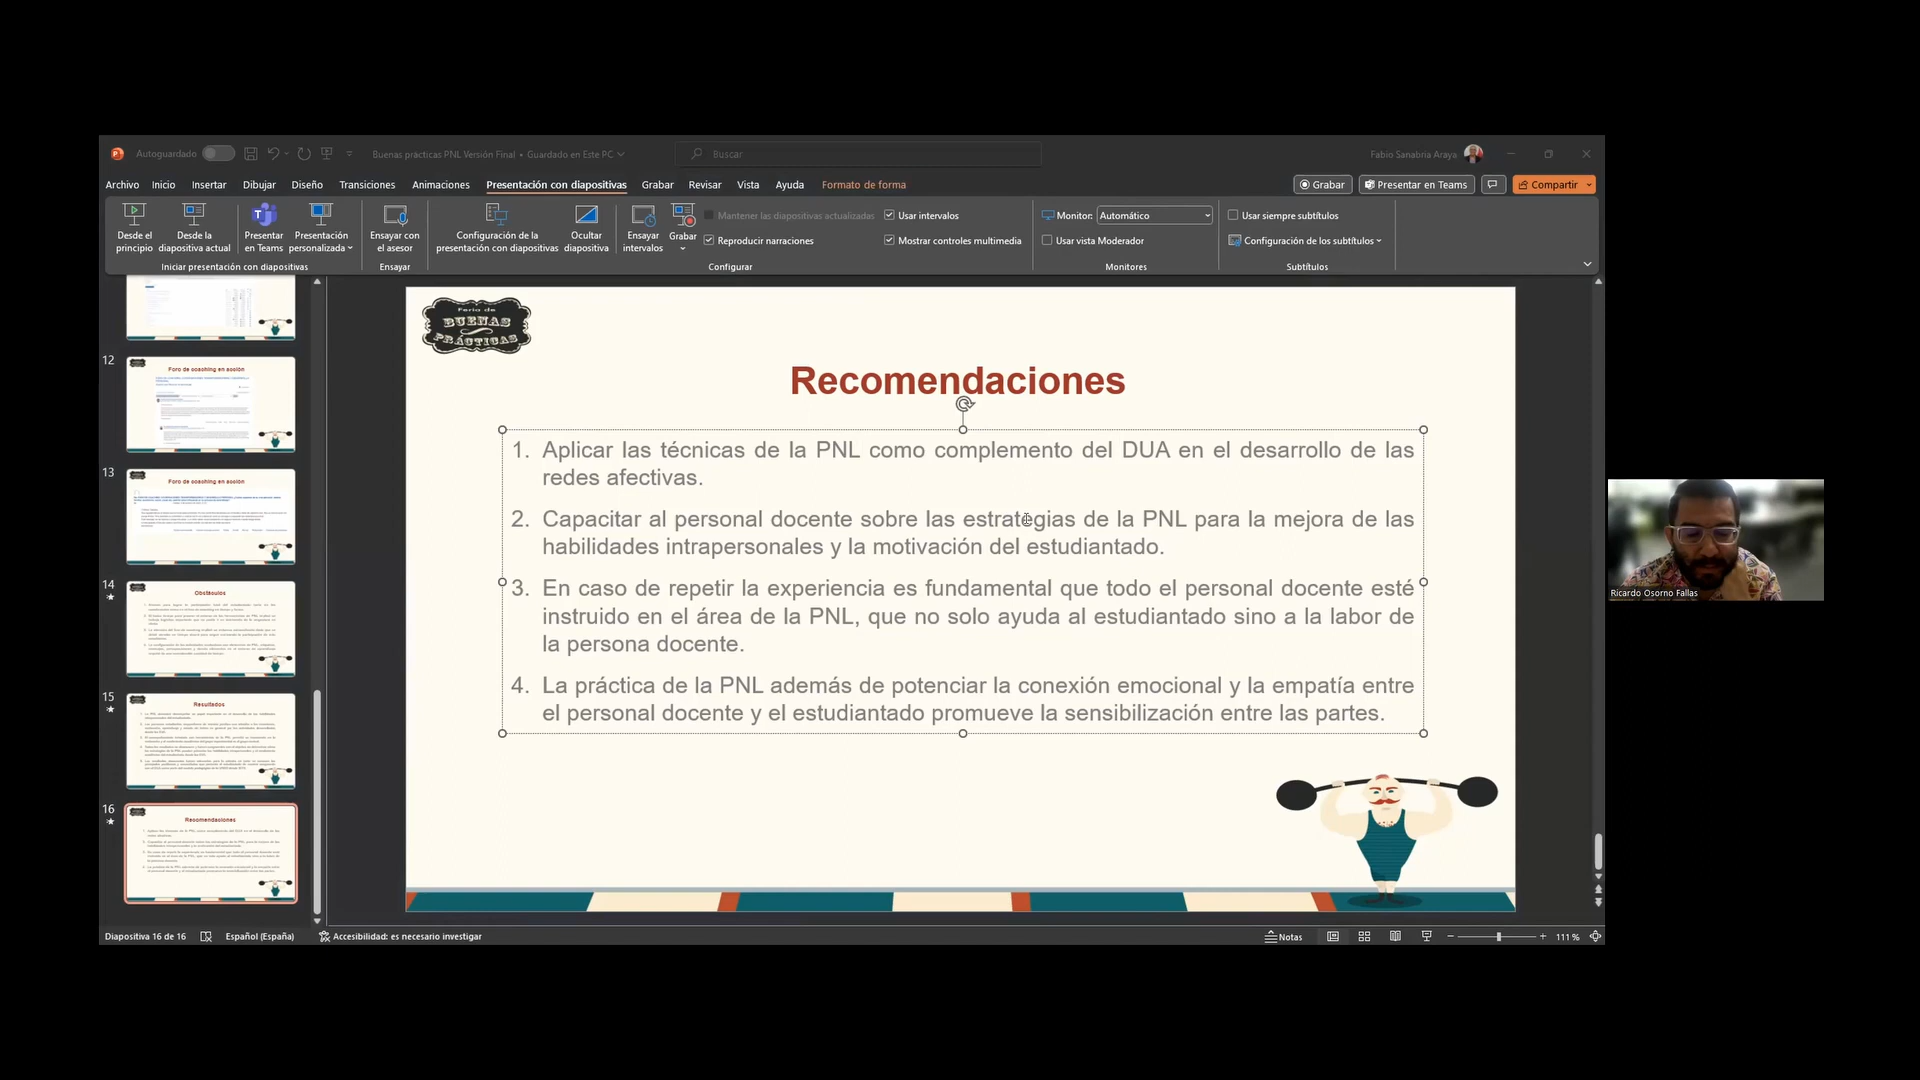 Autoguardado
Buenas practicas PNL Versión Final • Guardado en Este PC
Buscar
Fabio Sanabria Araya
Archivo Inicio Insertar Dibujar Diseño Transiciones Animaciones Presentación con diapositivas Grabar Revisar Vista Ayuda Formato de forma
Grabar Presentar en Teams Compartir
Desde el principio
Desde la diapositiva actual
Presentar en Teams
Presentación personalizada
Iniciar presentación con diapositivas
Ensayar con el asesor
Ensayar
Configuración de la presentación con diapositivas
Ocultar diapositiva
Ensayar intervalos
Grabar
Mantener las diapositivas actualizadas
Reproducir narraciones
Usar intervalos
Mostrar controles multimedia
Configurar
Monitor: Automático
Usar vista Moderador
Monitores
Usar siempre subtítulos
Configuración de los subtítulos
Subtítulos
12
Foro de coaching en acción
13
Foro de coaching en acción
14
Obstáculos
15
Resultados
16
Recomendaciones
Feria de
BUENAS
PRÁCTICAS
Recomendaciones
1. Aplicar las técnicas de la PNL como complemento del DUA en el desarrollo de las
redes afectivas.
2. Capacitar al personal docente sobre las estrategias de la PNL para la mejora de las
habilidades intrapersonales y la motivación del estudiantado.
3. En caso de repetir la experiencia es fundamental que todo el personal docente esté
instruido en el área de la PNL, que no solo ayuda al estudiantado sino a la labor de
la persona docente.
4. La práctica de la PNL además de potenciar la conexión emocional y la empatía entre
el personal docente y el estudiantado promueve la sensibilización entre las partes.
Ricardo Osorno Fallas
Diapositiva 16 de 16 Español (España) Accesibilidad: es necesario investigar
Notas
111 %